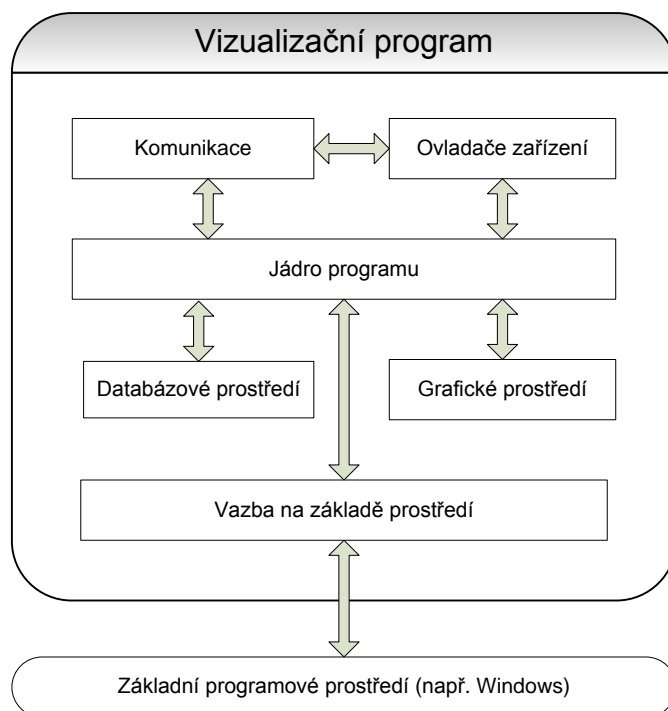 Vizualizační program
Komunikace
Ovladače zařízení
Jádro programu
Databázové prostředí
Grafické prostředí
Vazba na základě prostředí
Základní programové prostředí (např. Windows)